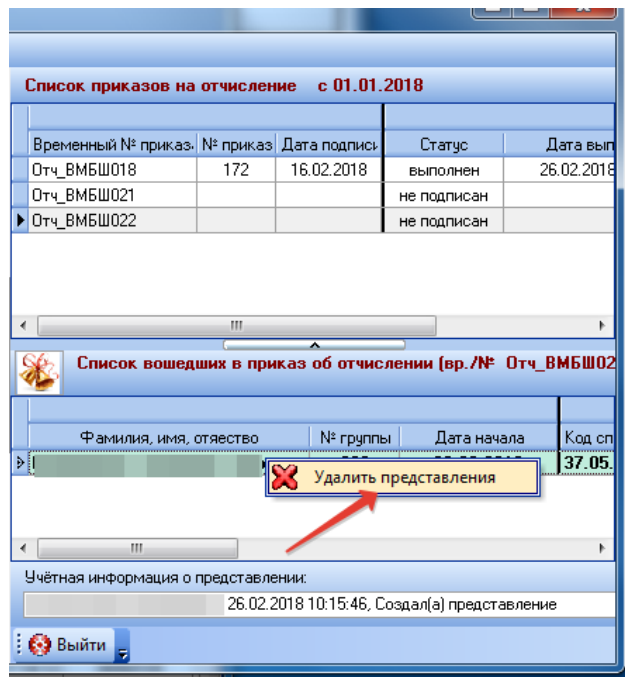 Список приказов на отчисление с 01.01.2018
Временный № приказ. № приказ Дата подпись Статус Дата вып
Отч_ВМБШ018 172 16.02.2018 выполнен 26.02.2018
Отч_ВМБШ021 не подписан
Отч_ВМБШ022 не подписан
Список вошедших в приказ об отчислении (вр./№ Отч_ВМБШ02
Фамилия, имя, отяество № группы Дата начала Код сп
37.05.
Удалить представления
Учётная информация о представлении:
26.02.2018 10:15:46, Создал(а) представление
Выйти